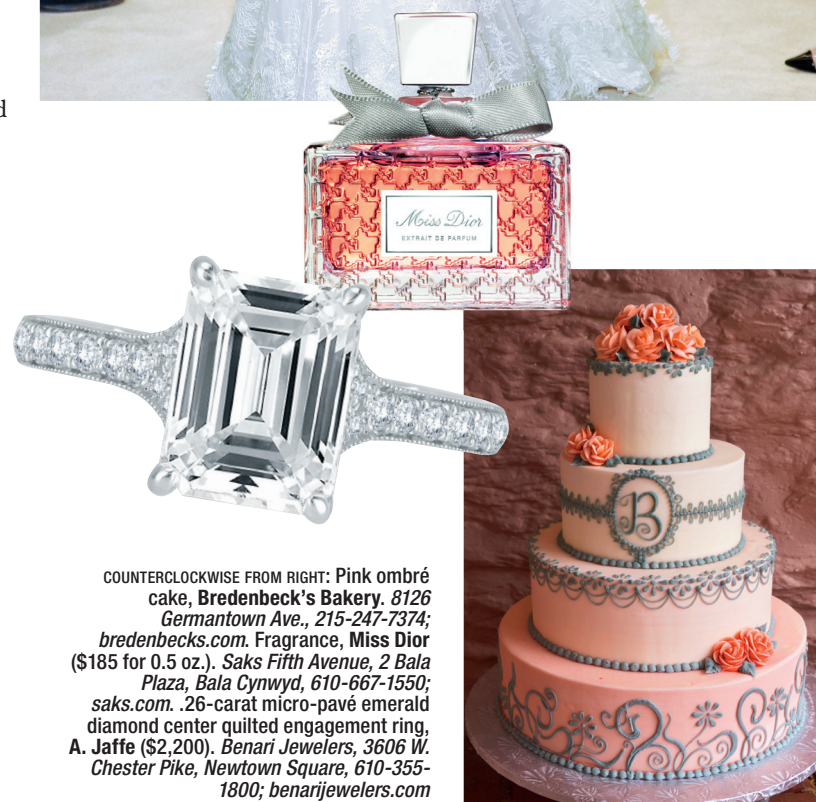 d
Miss Dior
EXTRAIT DE PARFUM
B
COUNTERCLOCKWISE FROM RIGHT: Pink ombré
cake, Bredenbeck's Bakery. 8126
Germantown Ave., 215-247-7374;
bredenbecks.com. Fragrance, Miss Dior
($185 for 0.5 oz.). Saks Fifth Avenue, 2 Bala
Plaza, Bala Cynwyd, 610-667-1550;
saks.com. .26-carat micro-pavé emerald
diamond center quilted engagement ring,
A. Jaffe ($2,200). Benari Jewelers, 3606 W.
Chester Pike, Newtown Square, 610-355-
1800; benarijewelers.com